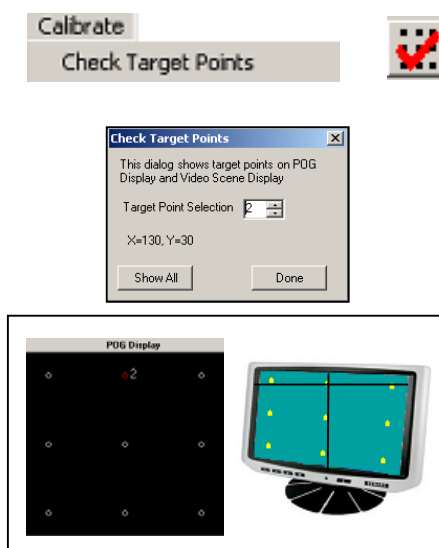 Calibrate
Check Target Points
Check Target Points
This dialog shows target points on POG
Display and Video Scene Display
Target Point Selection 2
X=130, Y=30
Show All Done
POG Display
2